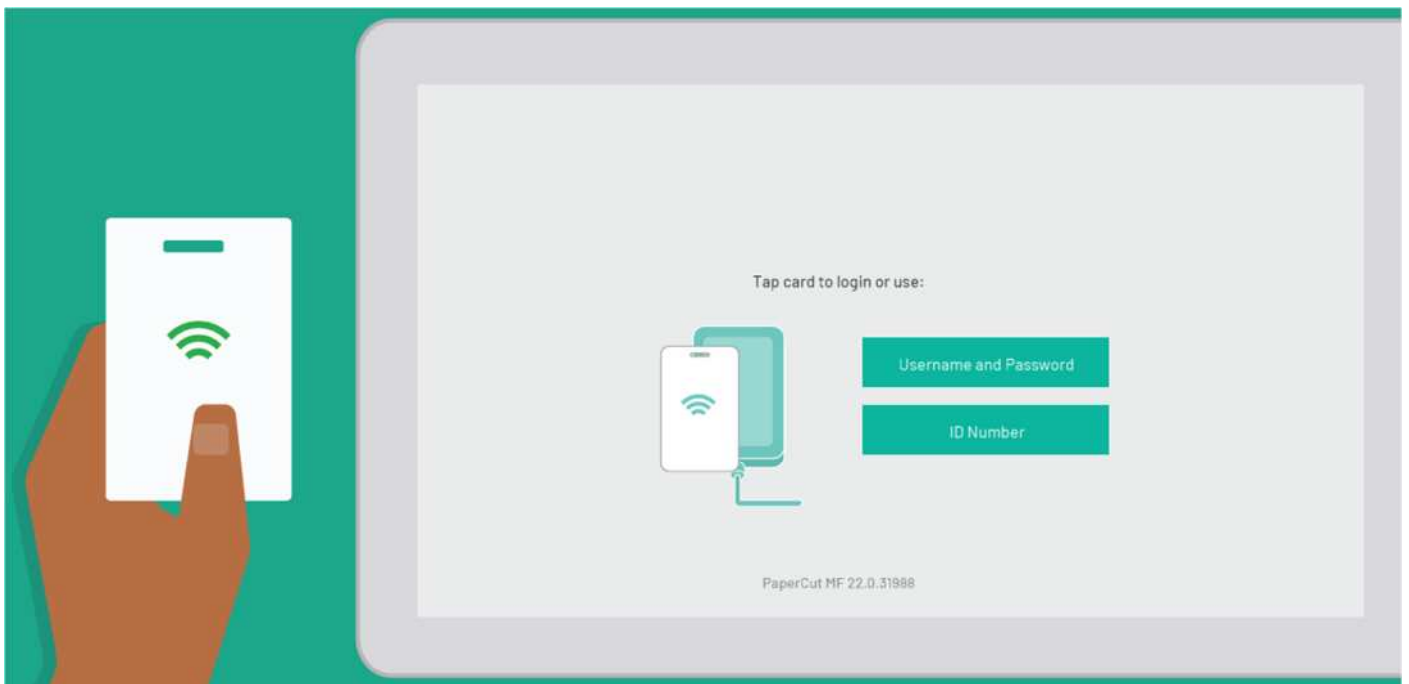 Tap card to login or use:
Username and Password
ID Number
PaperCut MF 22.0.31988